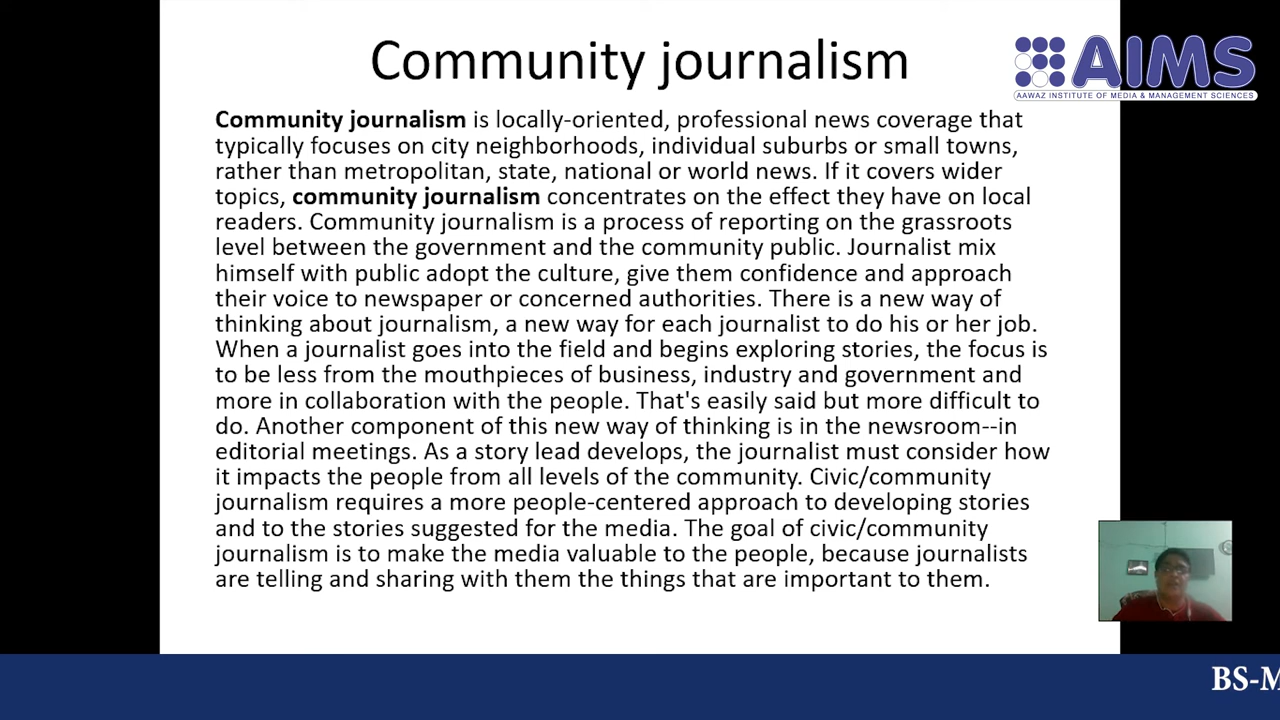 Community journalism
AIMS
AAWAZ INSTITUTE OF MEDIA & MANAGEMENT SCIENCES
Community journalism is locally-oriented, professional news coverage that
typically focuses on city neighborhoods, individual suburbs or small towns,
rather than metropolitan, state, national or world news. If it covers wider
topics, community journalism concentrates on the effect they have on local
readers. Community journalism is a process of reporting on the grassroots
level between the government and the community public. Journalist mix
himself with public adopt the culture, give them confidence and approach
their voice to newspaper or concerned authorities. There is a new way of
thinking about journalism, a new way for each journalist to do his or her job.
When a journalist goes into the field and begins exploring stories, the focus is
to be less from the mouthpieces of business, industry and government and
more in collaboration with the people. That's easily said but more difficult to
do. Another component of this new way of thinking is in the newsroom--in
editorial meetings. As a story lead develops, the journalist must consider how
it impacts the people from all levels of the community. Civic/community
journalism requires a more people-centered approach to developing stories
and to the stories suggested for the media. The goal of civic/community
journalism is to make the media valuable to the people, because journalists
are telling and sharing with them the things that are important to them.
BS-M